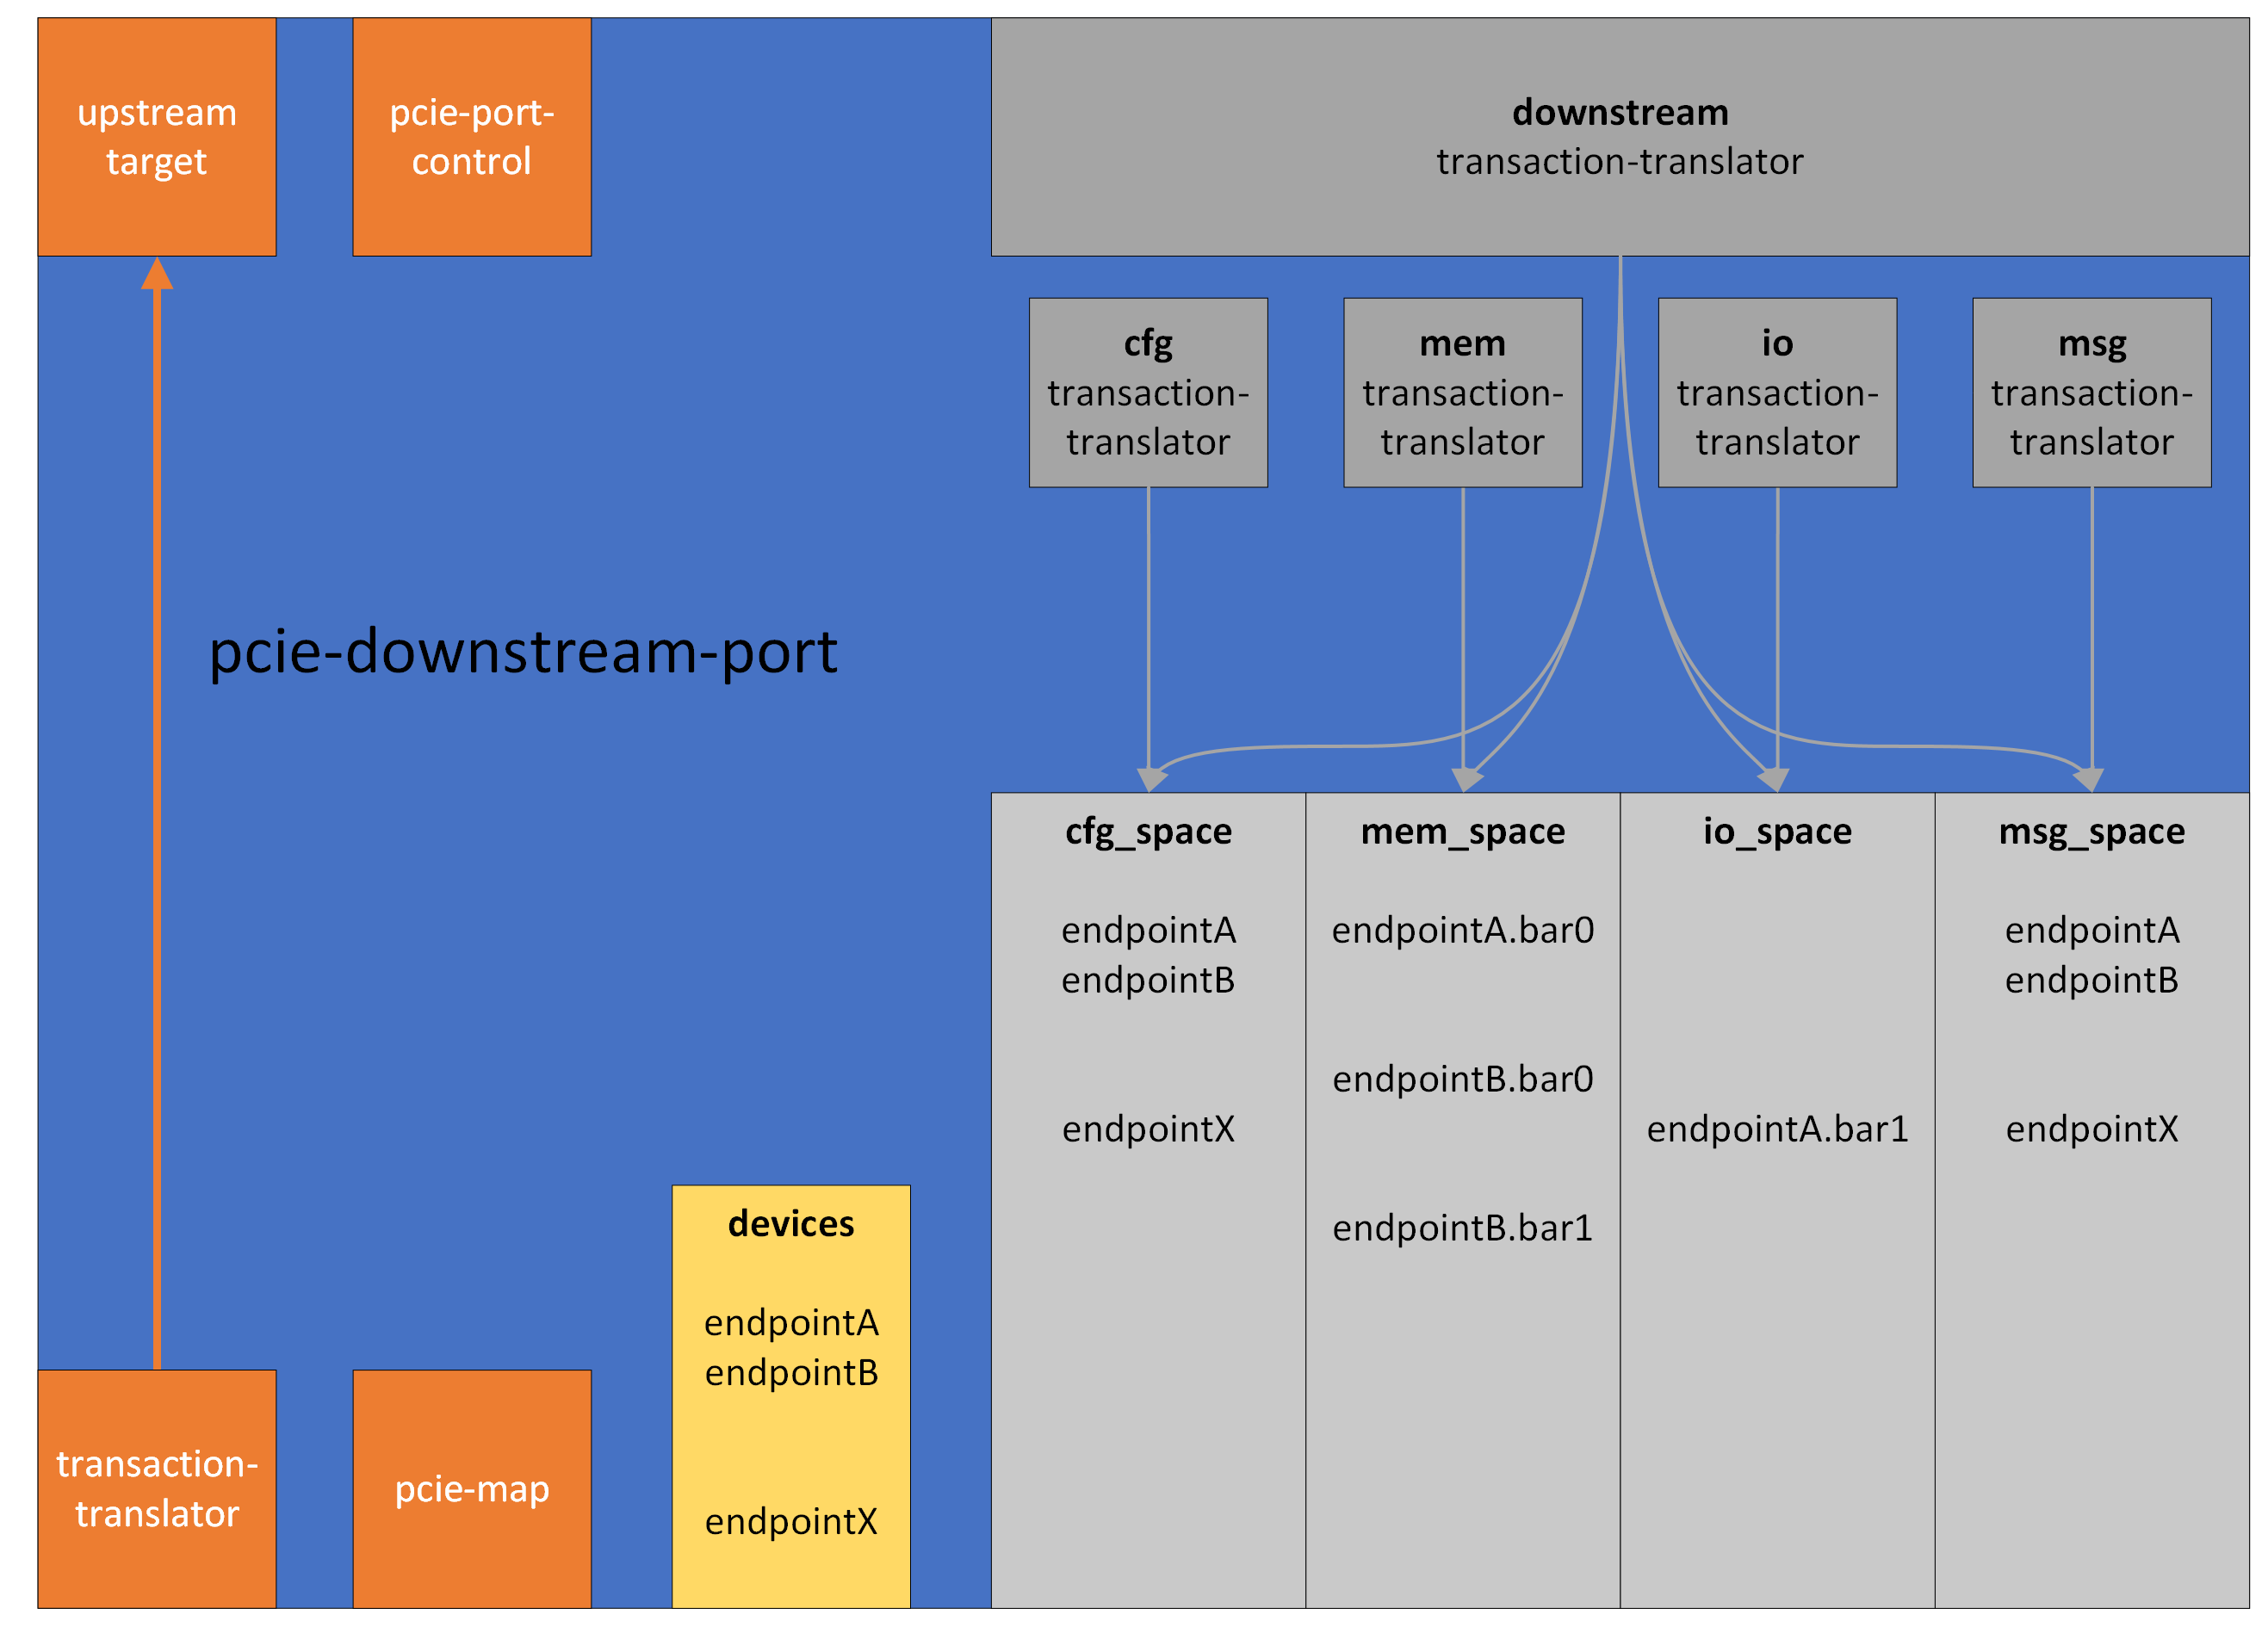 upstream
target
pcie-port-
control
downstream
transaction-translator
cfg
transaction-
translator
mem
transaction-
translator
io
transaction-
translator
msg
transaction-
translator
pcie-downstream-port
cfg_space
endpointA
endpointB
endpointX
mem_space
endpointA.bar0
endpointB.bar0
endpointB.bar1
io_space
endpointA.bar1
msg_space
endpointA
endpointB
endpointX
devices
endpointA
endpointB
endpointX
transaction-
translator
pcie-map